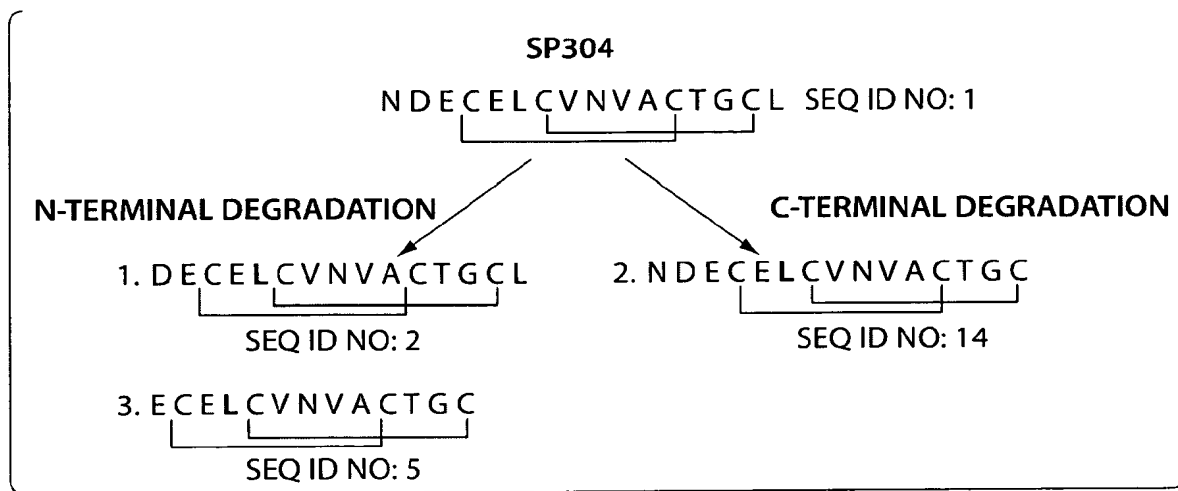 SP304
N D E C E L C V N V A C T G C L SEQ ID NO: 1
N-TERMINAL DEGRADATION
C-TERMINAL DEGRADATION
1. D E C E L C V N V A C T G C L
SEQ ID NO: 2
2. N D E C E L C V N V A C T G C
SEQ ID NO: 14
3. E C E L C V N V A C T G C
SEQ ID NO: 5